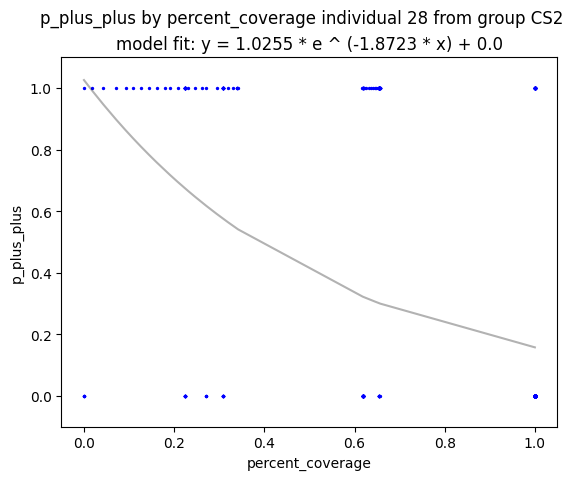 p_plus_plus by percent_coverage individual 28 from group CS2
model fit: y = 1.0255 * e ^ (-1.8723 * x) + 0.0
1.0
0.8
0.6
0.4
0.2
0.0
p_plus_plus
0.0 0.2 0.4 0.6 0.8 1.0
percent_coverage